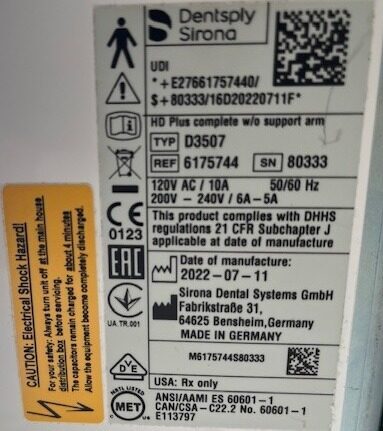 Dentsply
Sirona
UDI
*+E27661757440/
$+80333/16D20220711F*
HD Plus complete w/o support arm
TYP D3507
REF 6175744 SN 80333
120V AC / 10A 50/60 Hz
200V - 240V / 6A-5A
This product complies with DHHS
regulations 21 CFR Subchapter J
applicable at date of manufacture
CE
0123
EAC
UA TR.001
Date of manufacture:
2022-07-11
Sirona Dental Systems GmbH
Fabrikstraße 31,
64625 Bensheim,Germany
MADE IN GERMANY
M6175744S80333
DVE
USA: Rx only
NRTL LISTED
MET
ANSI/AAMI ES 60601-1
CAN/CSA-C22.2 No. 60601-1
E113797
CAUTION: Electrical Shock Hazard!
For your safety: Always turn unit off at the main house
distribution box before servicing.
The capacitors remain charged for about 4 minutes
Allow the equipment become completely discharged.